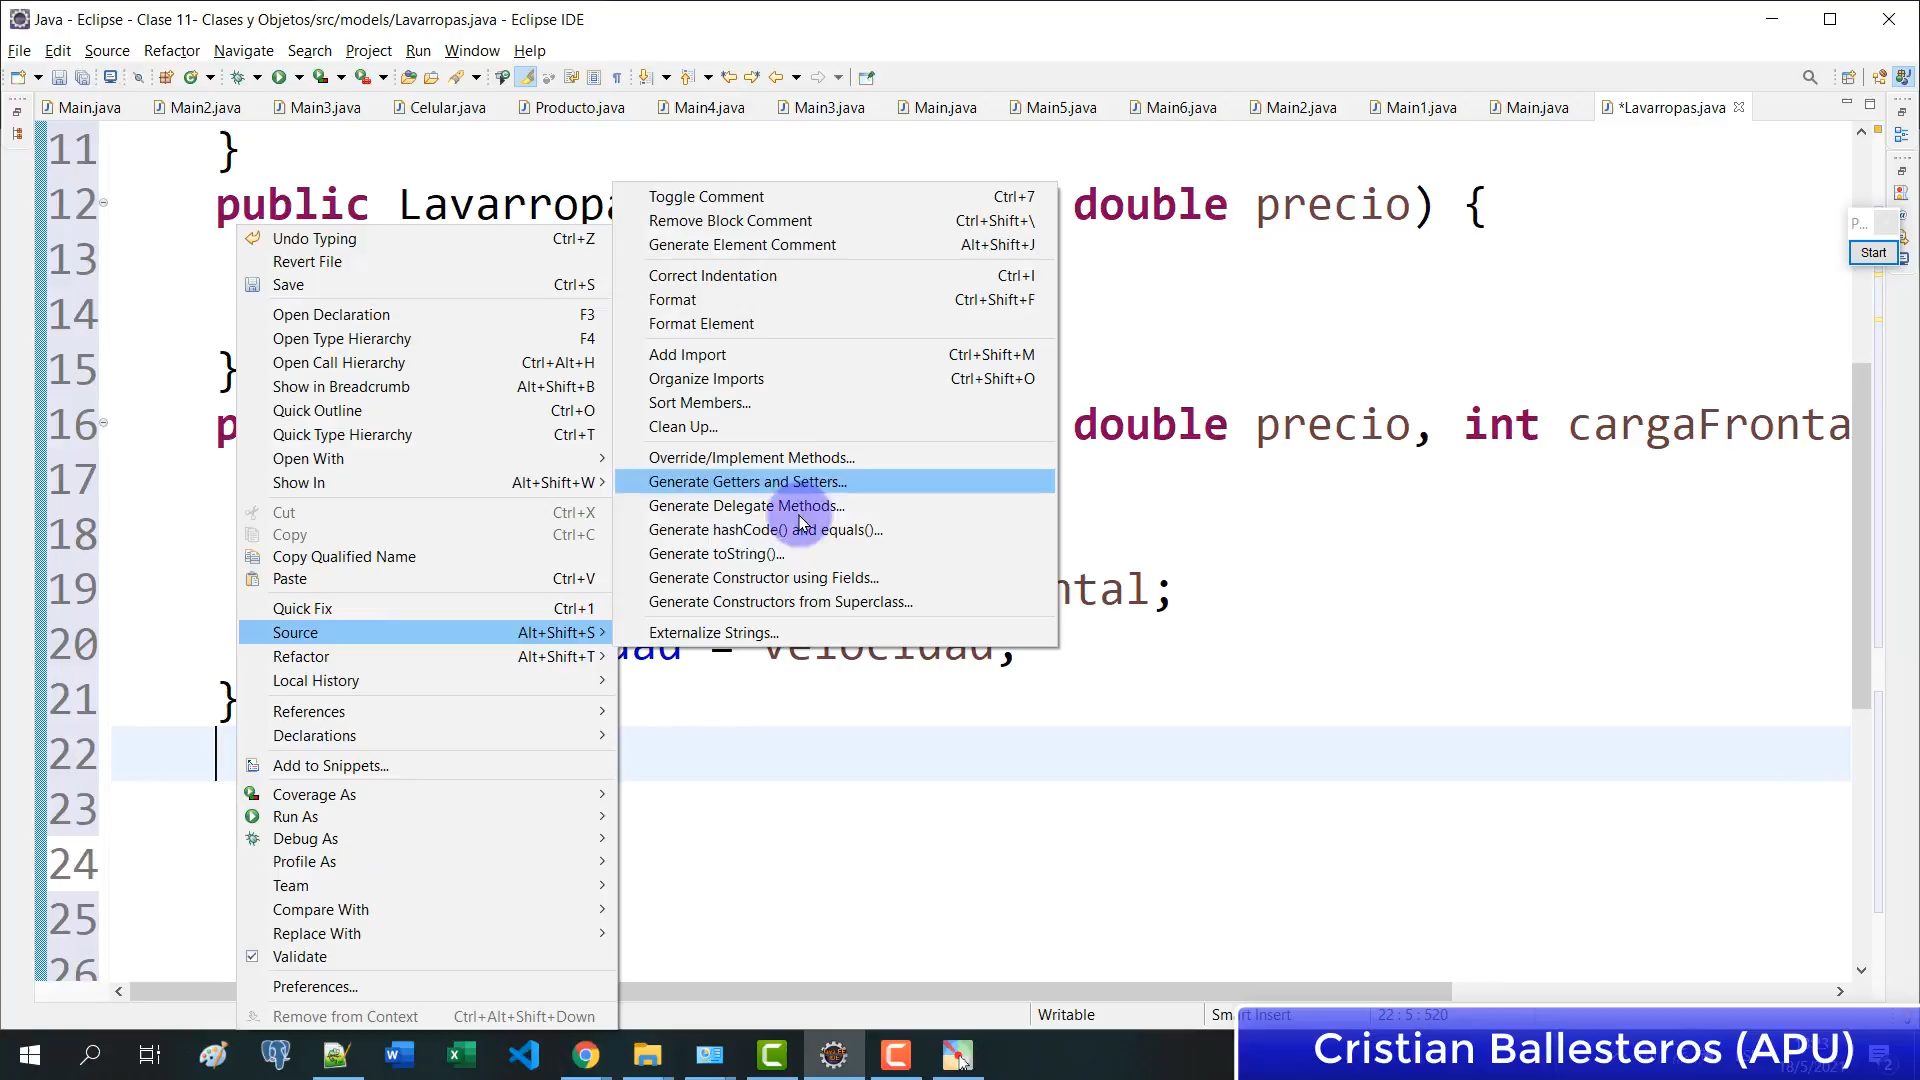 Java - Eclipse - Clase 11- Clases y Objetos/src/models/Lavarropas.java - Eclipse IDE
File Edit Source Refactor Navigate Search Project Run Window Help
Main.java Main2.java Main3.java Celular.java Producto.java Main4.java Main3.java Main.java Main5.java Main6.java Main2.java Main1.java Main.java *Lavarropas.java
11 }
12 public Lavarropa double precio) {
13
14
15 }
16 p double precio, int cargaFronta
17
18
19 ntal;
20 dad = velocidad;
21 }
22
23
24
25
26
Undo Typing Ctrl+Z
Revert File
Save Ctrl+S
Open Declaration F3
Open Type Hierarchy F4
Open Call Hierarchy Ctrl+Alt+H
Show in Breadcrumb Alt+Shift+B
Quick Outline Ctrl+O
Quick Type Hierarchy Ctrl+T
Open With
Show In Alt+Shift+W
Cut Ctrl+X
Copy Ctrl+C
Copy Qualified Name
Paste Ctrl+V
Quick Fix Ctrl+1
Source Alt+Shift+S
Refactor Alt+Shift+T
Local History
References
Declarations
Add to Snippets...
Coverage As
Run As
Debug As
Profile As
Team
Compare With
Replace With
Validate
Preferences...
Remove from Context Ctrl+Alt+Shift+Down
Toggle Comment Ctrl+7
Remove Block Comment Ctrl+Shift+\
Generate Element Comment Alt+Shift+J
Correct Indentation Ctrl+I
Format Ctrl+Shift+F
Format Element
Add Import Ctrl+Shift+M
Organize Imports Ctrl+Shift+O
Sort Members...
Clean Up...
Override/Implement Methods...
Generate Getters and Setters...
Generate Delegate Methods...
Generate hashCode() and equals()...
Generate toString()...
Generate Constructor using Fields...
Generate Constructors from Superclass...
Externalize Strings...
P...
Start
Writable Smart Insert 22 : 5 : 520
Cristian Ballesteros (APU)